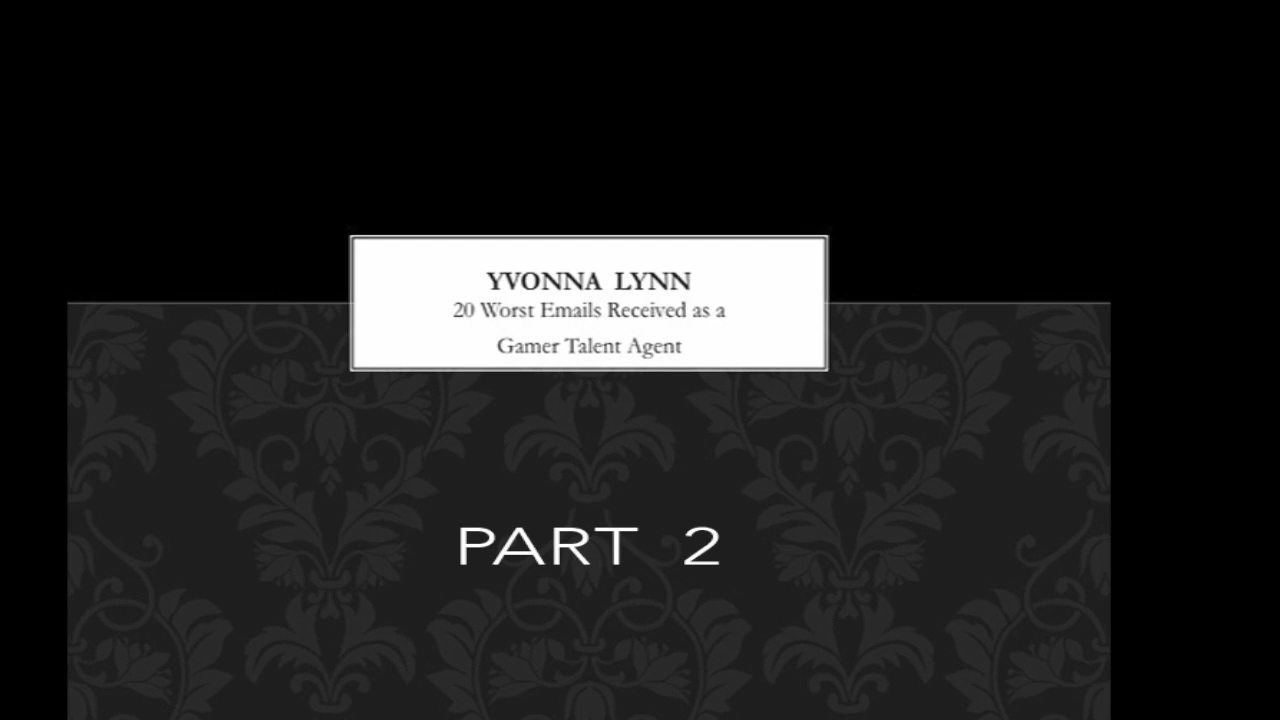 YVONNA LYNN
20 Worst Emails Received as a
Gamer Talent Agent
PART 2